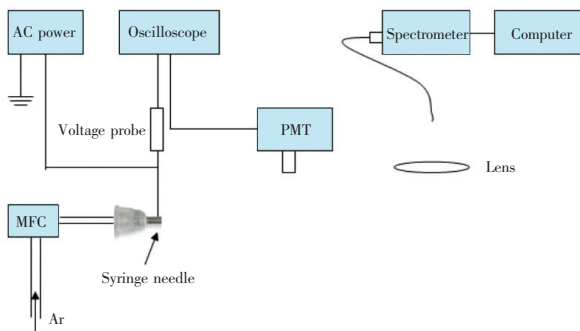 AC power
Oscilloscope
Spectrometer
Computer
Voltage probe
PMT
Lens
MFC
Syringe needle
Ar